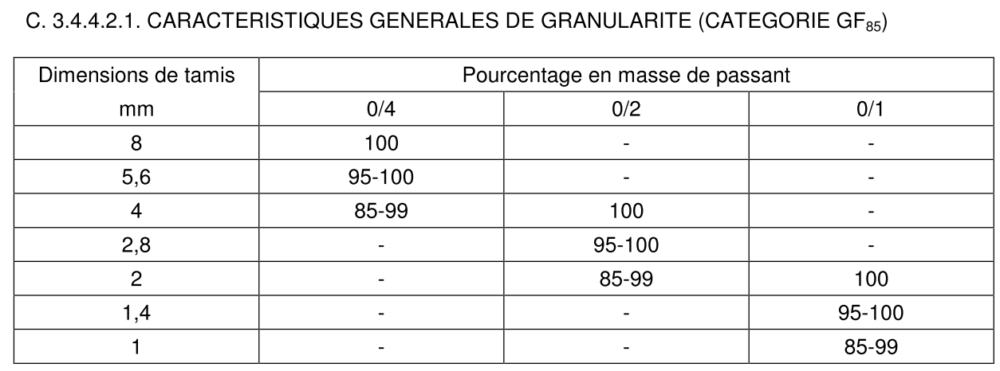 C. 3.4.4.2.1. CARACTERISTIQUES GENERALES DE GRANULARITE (CATEGORIE GF85)
Dimensions de tamis Pourcentage en masse de passant
mm 0/4 0/2 0/1
8 100 - -
5,6 95-100 - -
4 85-99 100 -
2,8 - 95-100 -
2 - 85-99 100
1,4 - - 95-100
1 - - 85-99